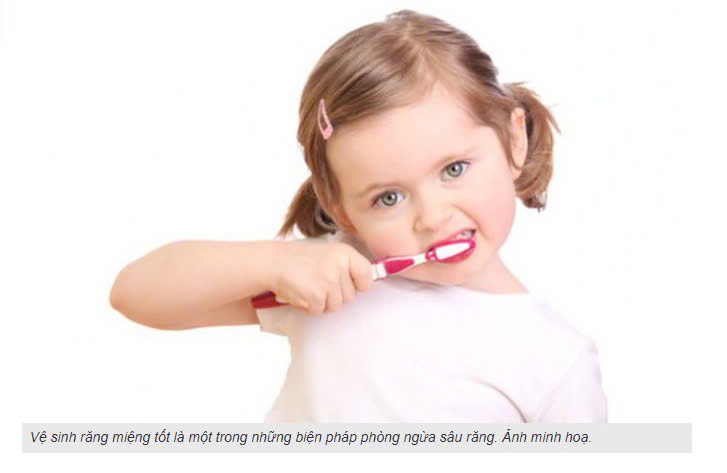 Vệ sinh răng miệng tốt là một trong những biện pháp phòng ngừa sâu răng. Ảnh minh hoạ.